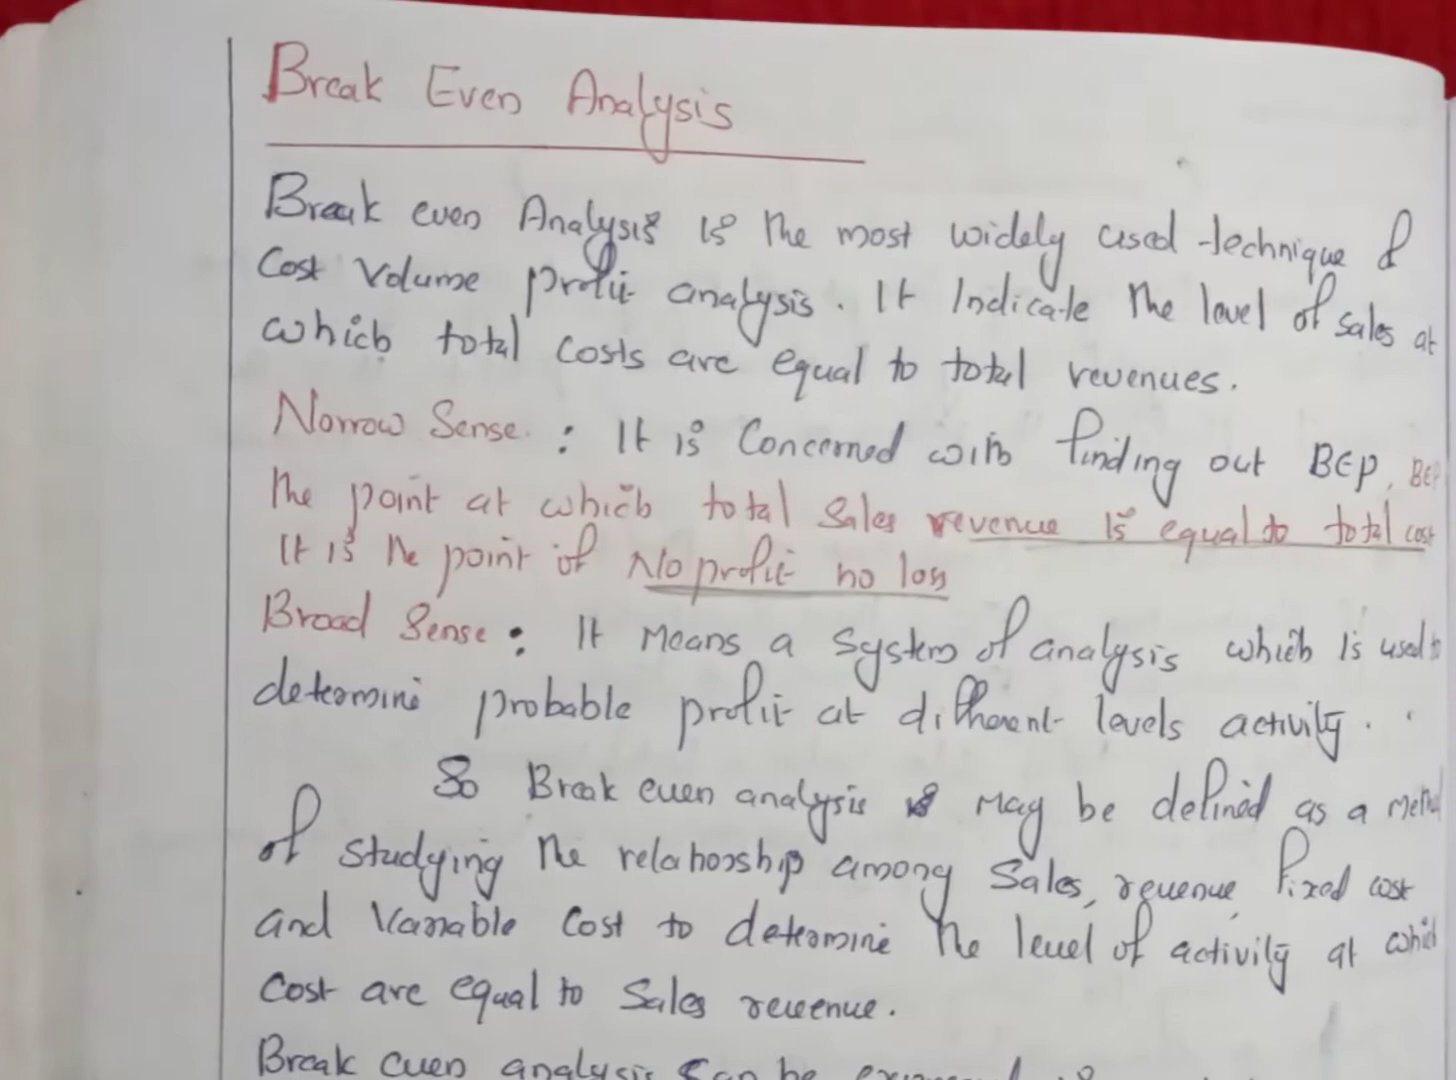 Break Even Analysis
Break even Analysis is the most widely used technique of
Cost Volume profit analysis. It Indicate the level of sales at
which total costs are equal to total revenues.
Narrow Sense : It is Concerned with finding out BEP, BEP
the point at which total Sales revenue is equal to total cost
It is the point of No profit no loss
Broad Sense : It Means a System of analysis which is used to
determine probable profit at different levels activity.
So Break even analysis may be defined as a
of studying the relationship among Sales, revenue, fixed cost
and Variable Cost to determine the level of activity at which
Cost are equal to Sales revenue.
Break even analysis can be